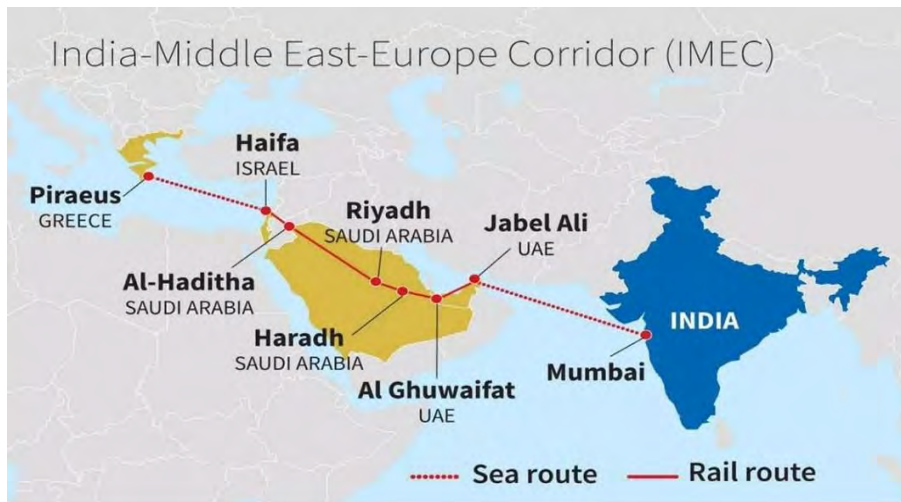 India-Middle East-Europe Corridor (IMEC)
Haifa
ISRAEL
Piraeus
GREECE
Riyadh
SAUDI ARABIA
Jabel Ali
UAE
Al-Haditha
SAUDI ARABIA
Haradh
SAUDI ARABIA
Al Ghuwaifat
UAE
INDIA
Mumbai
Sea route
Rail route